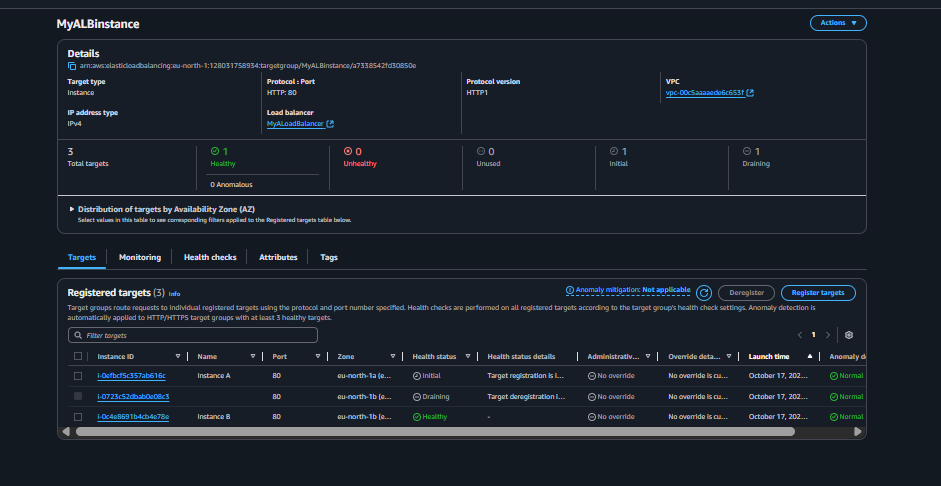 MyALBinstance
Actions
Details
arn:aws:elasticloadbalancing:eu-north-1:128031758934:targetgroup/MyALBinstance/a7338542fd30850e
Target type
Instance
Protocol : Port
HTTP: 80
Protocol version
HTTP1
VPC
vpc-00c5aaaaede6c653f
IP address type
IPv4
Load balancer
MyALoadBalancer
3
Total targets
1
Healthy
0 Anomalous
0
Unhealthy
0
Unused
1
Initial
1
Draining
Distribution of targets by Availability Zone (AZ)
Select values in this table to see corresponding filters applied to the Registered targets table below.
Targets Monitoring Health checks Attributes Tags
Registered targets (3) Info
Anomaly mitigation: Not applicable
Deregister
Register targets
Target groups route requests to individual registered targets using the protocol and port number specified. Health checks are performed on all registered targets according to the target group's health check settings. Anomaly detection is
automatically applied to HTTP/HTTPS target groups with at least 3 healthy targets.
Filter targets
1
Instance ID Name Port Zone Health status Health status details Administrativ... Override deta... Launch time Anomaly de
i-0efbcf5c357ab616c Instance A 80 eu-north-1a (e... Initial Target registration is i... No override No override is cu... October 17, 202... Normal
i-0723c52dbab0e08c3 80 eu-north-1b (e... Draining Target deregistration i... No override No override is cu... October 17, 202... Normal
i-0c4e8691b4cb4e78e Instance B 80 eu-north-1b (e... Healthy - No override No override is cu... October 17, 202... Normal